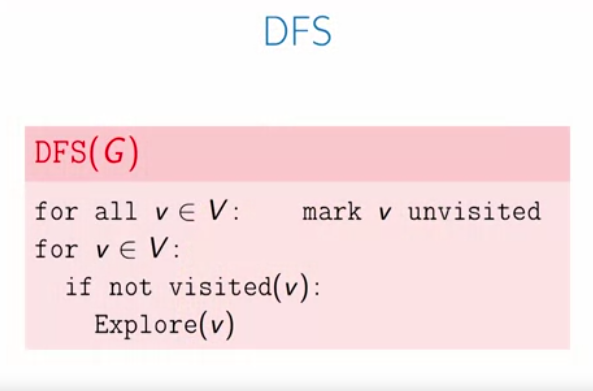 DFS
DFS(G)
for all v ∈ V: mark v unvisited
for v ∈ V:
if not visited(v):
Explore(v)